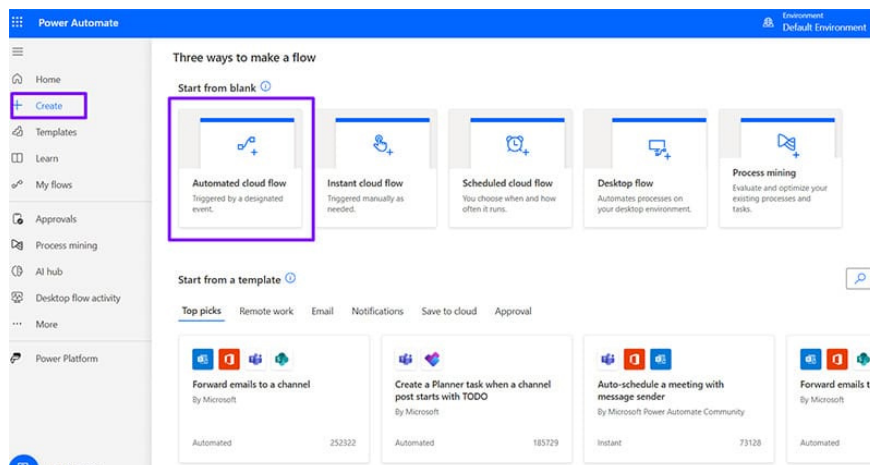 Power Automate
Environment
Default Environment
Home
Create
Templates
Learn
My flows
Approvals
Process mining
AI hub
Desktop flow activity
More
Power Platform
Three ways to make a flow
Start from blank
Automated cloud flow
Triggered by a designated
event.
Instant cloud flow
Triggered manually as
needed.
Scheduled cloud flow
You choose when and how
often it runs.
Desktop flow
Automates processes on
your desktop environment.
Process mining
Evaluate and optimize your
existing processes and
tasks.
Start from a template
Top picks Remote work Email Notifications Save to cloud Approval
Forward emails to a channel
By Microsoft
Automated 252322
Create a Planner task when a channel
post starts with TODO
By Microsoft
Automated 185729
Auto-schedule a meeting with
message sender
By Microsoft Power Automate Community
Instant 73128
Forward emails t
By Microsoft
Automated